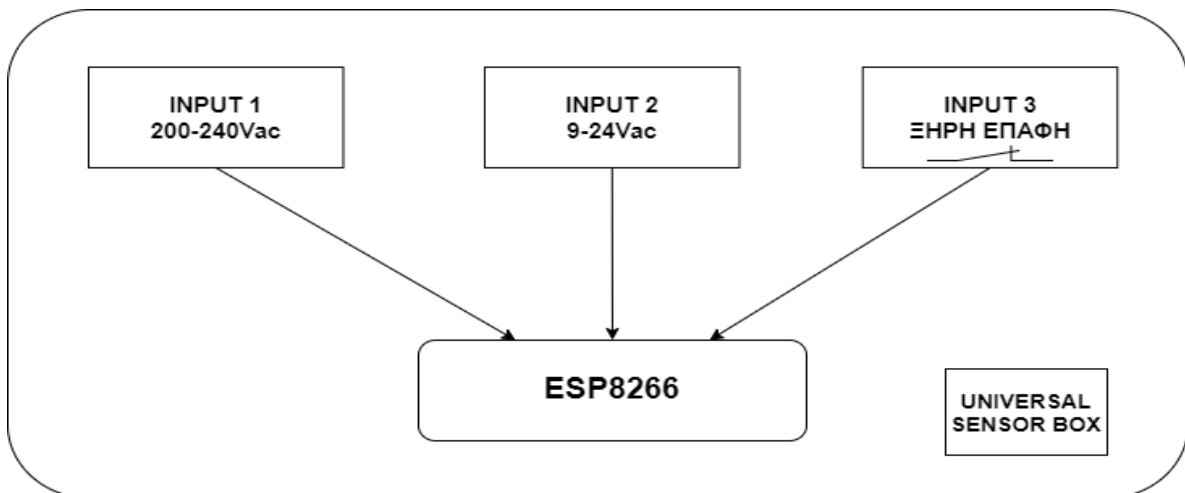 INPUT 1
200-240Vac
INPUT 2
9-24Vac
INPUT 3
ΞΗΡΗ ΕΠΑΦΗ
ESP8266
UNIVERSAL
SENSOR BOX